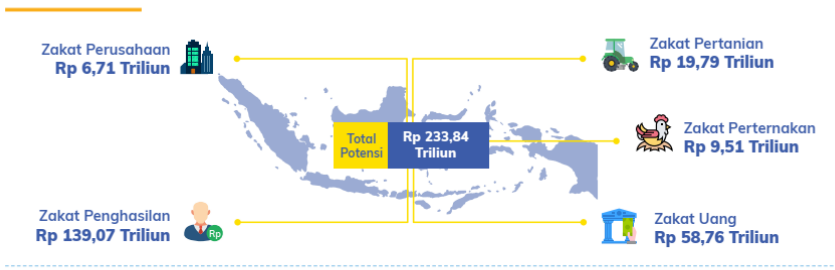 Zakat Perusahaan
Rp 6,71 Triliun
Zakat Pertanian
Rp 19,79 Triliun
Total
Potensi
Rp 233,84
Triliun
Zakat Perternakan
Rp 9,51 Triliun
Zakat Penghasilan
Rp 139,07 Triliun
Rp
Zakat Uang
Rp 58,76 Triliun